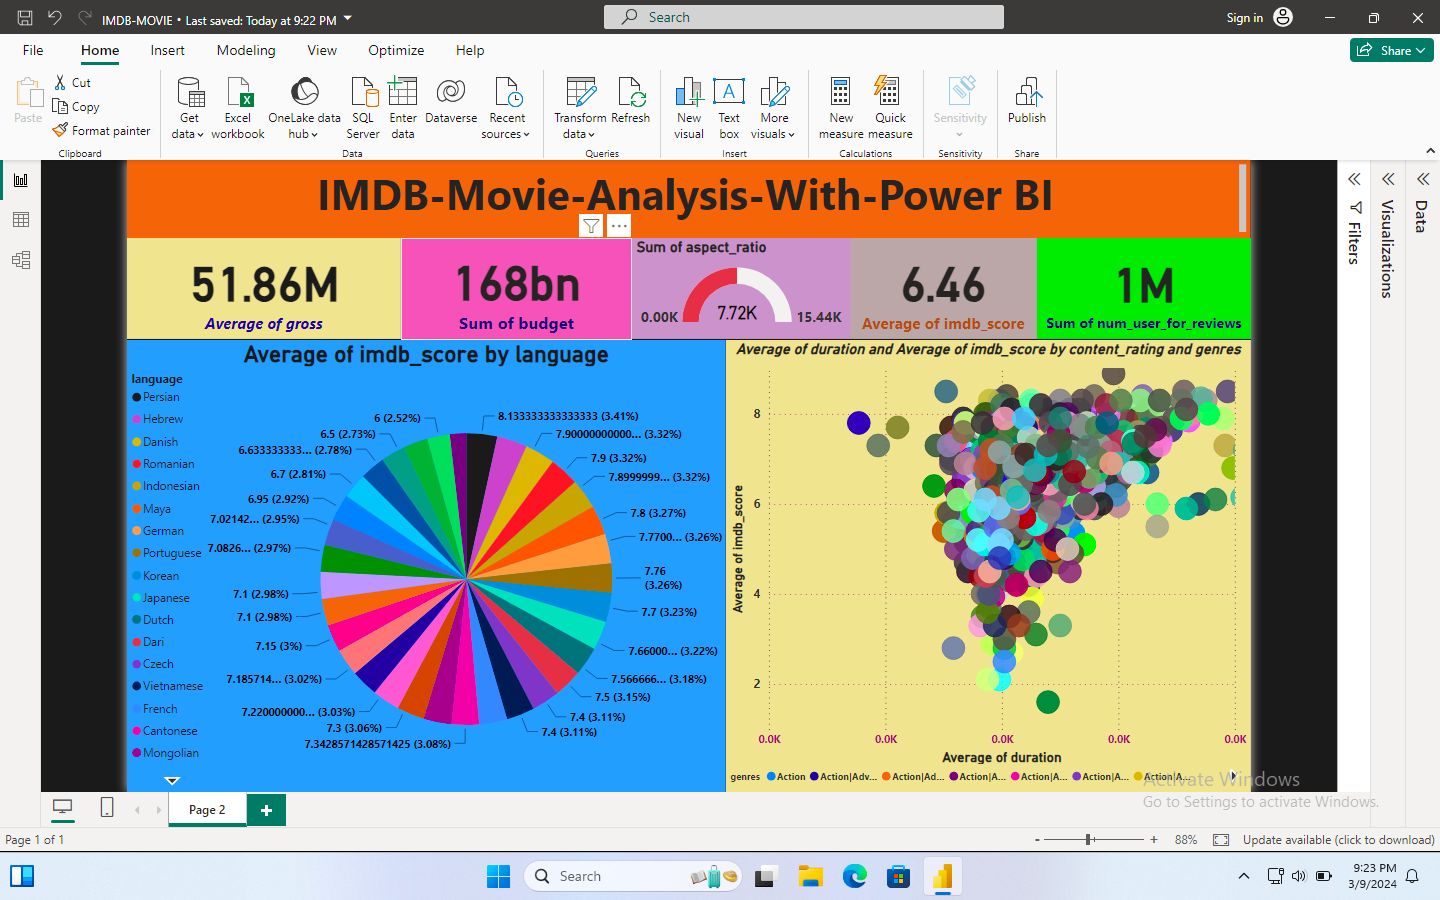 IMDB-MOVIE • Last saved: Today at 9:22 PM
Search
Sign in
File
Home
Insert
Modeling
View
Optimize
Help
Share
Paste
Cut
Copy
Format painter
Clipboard
Get data
Excel workbook
OneLake data hub
SQL Server
Enter data
Dataverse
Recent sources
Data
Transform data
Refresh
Queries
New visual
Text box
More visuals
Insert
New measure
Quick measure
Calculations
Sensitivity
Sensitivity
Publish
Share
IMDB-Movie-Analysis-With-Power BI
51.86M
Average of gross
168bn
Sum of budget
Sum of aspect_ratio
0.00K
7.72K
15.44K
6.46
Average of imdb_score
1M
Sum of num_user_for_reviews
Filters
Visualizations
Data
Average of imdb_score by language
language
Persian
Hebrew
Danish
Romanian
Indonesian
Maya
German
Portuguese
Korean
Japanese
Dutch
Dari
Czech
Vietnamese
French
Cantonese
Mongolian
8.133333333333333 (3.41%)
7.90000000000... (3.32%)
7.9 (3.32%)
7.8999999... (3.32%)
7.8 (3.27%)
7.7700... (3.26%)
7.76
(3.26%)
7.7 (3.23%)
7.66000... (3.22%)
7.566666... (3.18%)
7.5 (3.15%)
7.4 (3.11%)
7.4 (3.11%)
7.3428571428571425 (3.08%)
7.3 (3.06%)
7.220000000... (3.03%)
7.185714... (3.02%)
7.15 (3%)
7.1 (2.98%)
7.1 (2.98%)
7.0826... (2.97%)
7.02142... (2.95%)
6.95 (2.92%)
6.7 (2.81%)
6.633333333... (2.78%)
6.5 (2.73%)
6 (2.52%)
Average of duration and Average of imdb_score by content_rating and genres
Average of imdb_score
8
6
4
2
0.0K
0.0K
0.0K
0.0K
0.0K
Average of duration
genres
Action
Action|Adv...
Action|Ad...
Action|A...
Action|A...
Action|A...
Action|A...
Activate Windows
Go to Settings to activate Windows.
Page 2
Page 1 of 1
88%
Update available (click to download)
Search
9:23 PM
3/9/2024